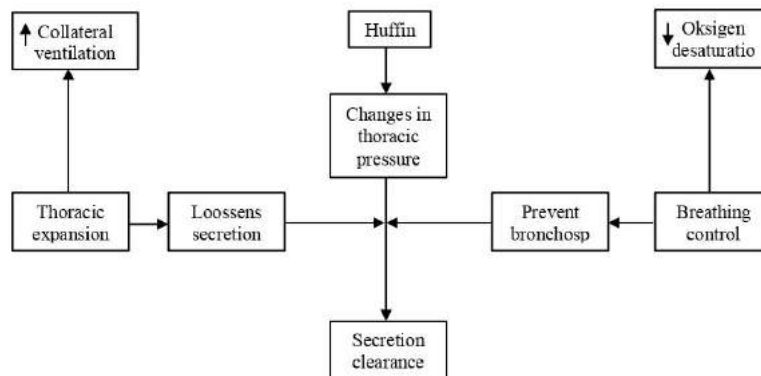 Collateral
ventilation
Huffin
Oksigen
desaturatio
Changes in
thoracic
pressure
Thoracic
expansion
Loossens
secretion
Prevent
bronchosp
Breathing
control
Secretion
clearance